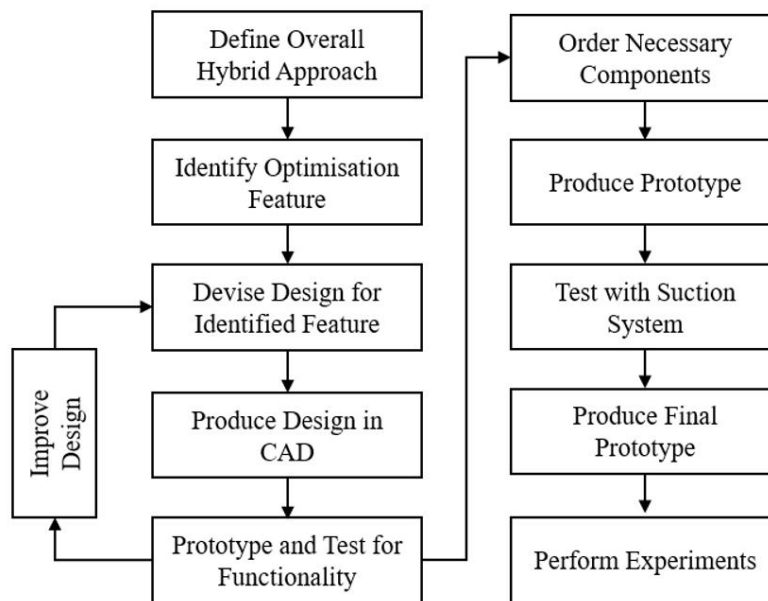 Define Overall
Hybrid Approach
Identify Optimisation
Feature
Devise Design for
Identified Feature
Improve
Design
Produce Design in
CAD
Prototype and Test for
Functionality
Order Necessary
Components
Produce Prototype
Test with Suction
System
Produce Final
Prototype
Perform Experiments